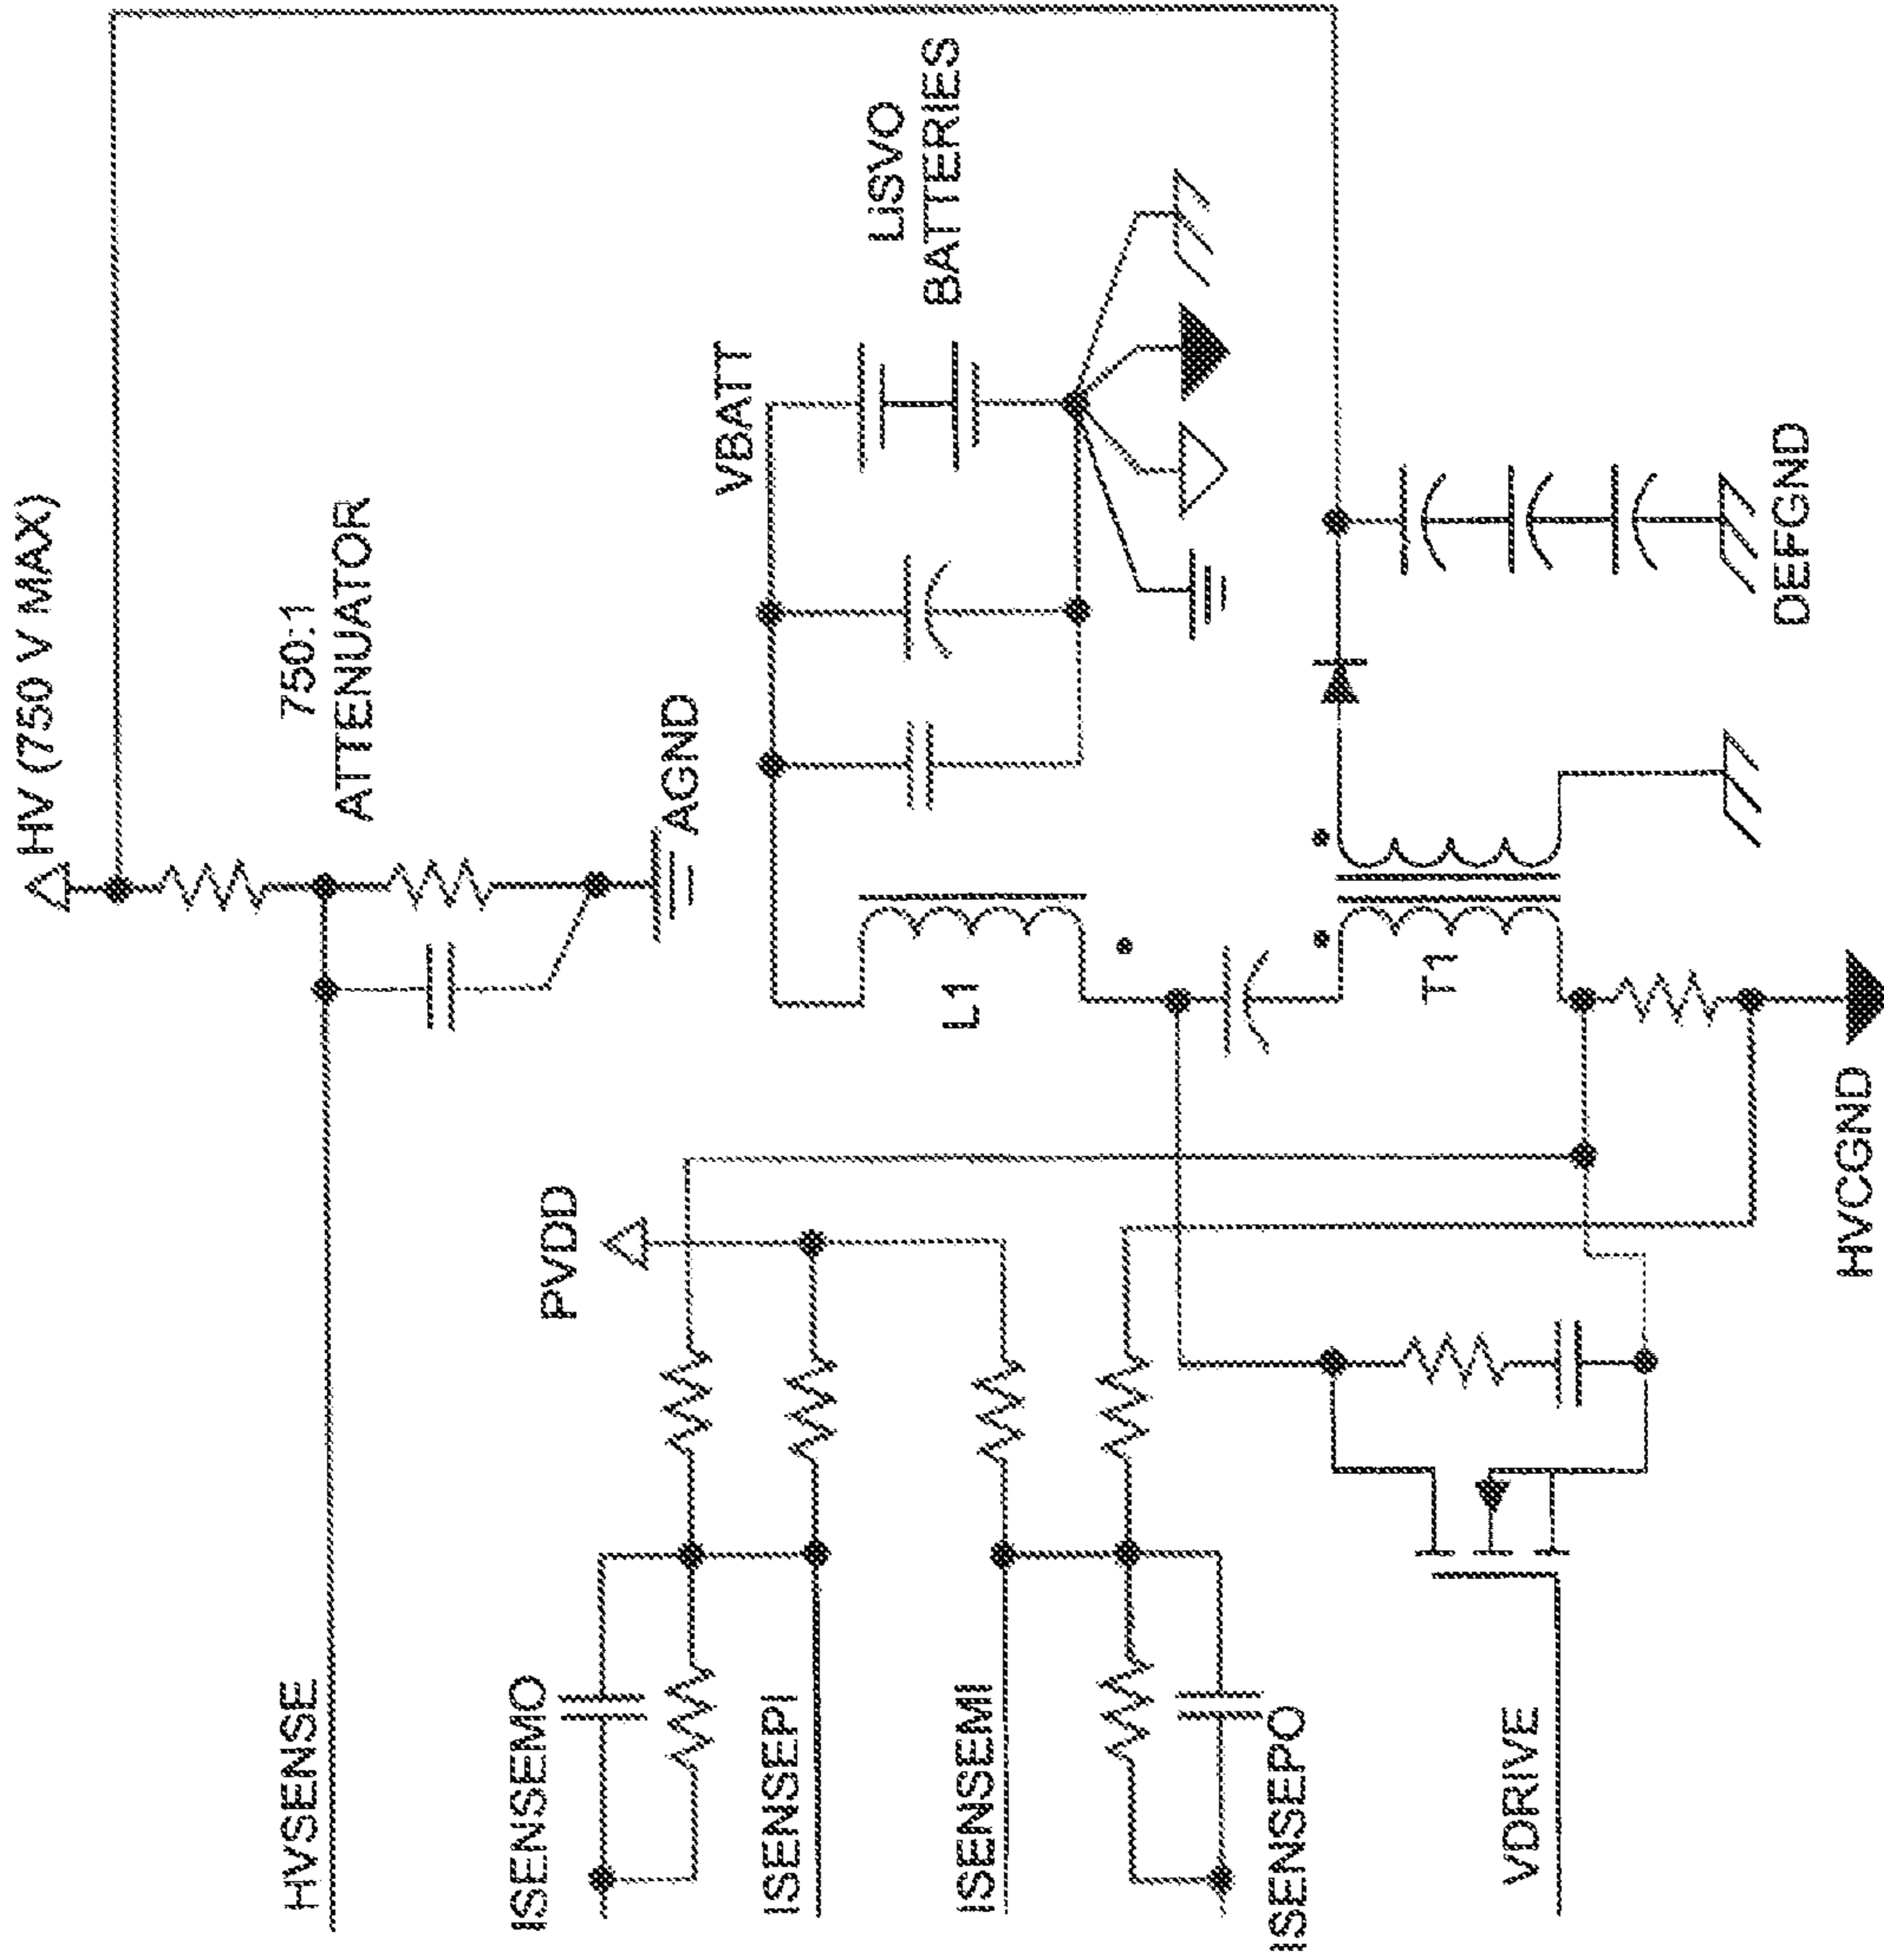 HV (750 V MAX)
750:1
ATTENUATOR
AGND
HVSENSE
PVDD
VBATT
LiSVO
BATTERIES
ISENSEMO
ISENSEPI
ISENSEMI
ISENSEPO
VDRIVE
L1
T1
HVCGND
DEFGND